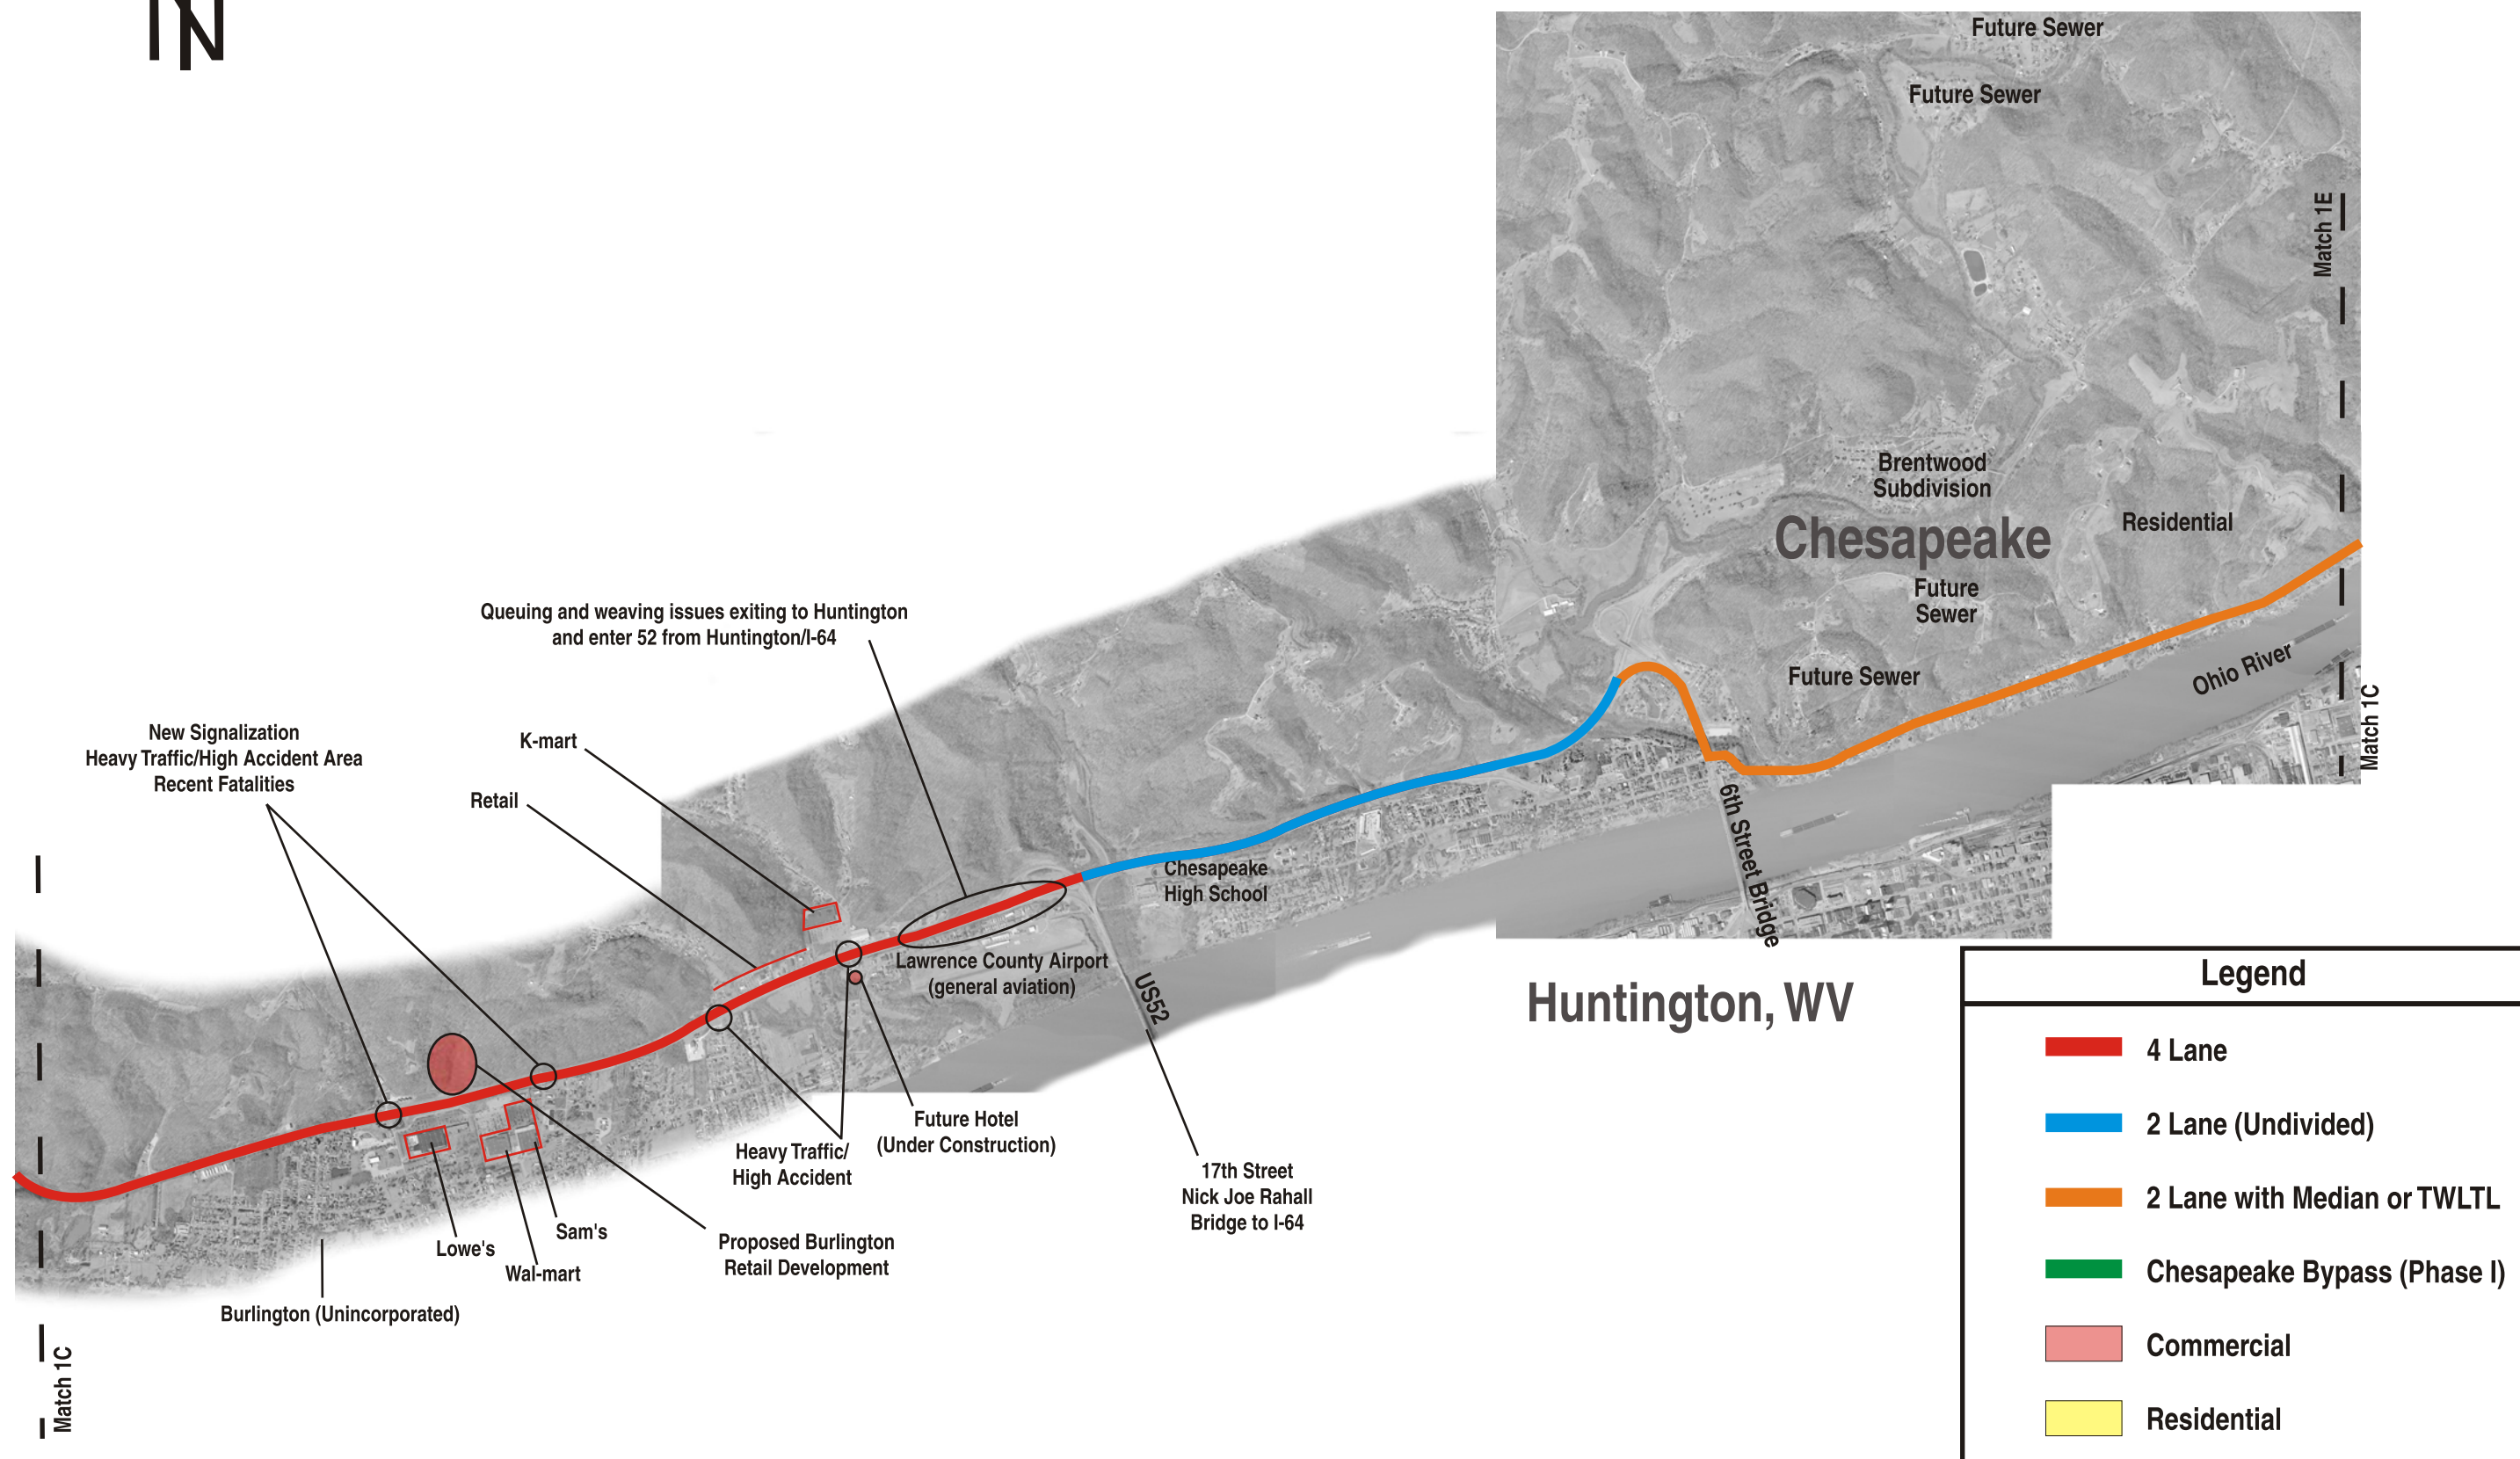 N
Future Sewer
Future Sewer
Match 1E
Brentwood
Subdivision
Chesapeake
Residential
Future
Sewer
Future Sewer
Ohio River
Match 1C
Queuing and weaving issues exiting to Huntington
and enter 52 from Huntington/I-64
New Signalization
Heavy Traffic/High Accident Area
Recent Fatalities
K-mart
Retail
Chesapeake
High School
6th Street Bridge
Lawrence County Airport
(general aviation)
US52
Huntington, WV
Future Hotel
(Under Construction)
Heavy Traffic/
High Accident
17th Street
Nick Joe Rahall
Bridge to I-64
Sam's
Lowe's
Wal-mart
Proposed Burlington
Retail Development
Burlington (Unincorporated)
Match 1C
Legend
4 Lane
2 Lane (Undivided)
2 Lane with Median or TWLTL
Chesapeake Bypass (Phase I)
Commercial
Residential